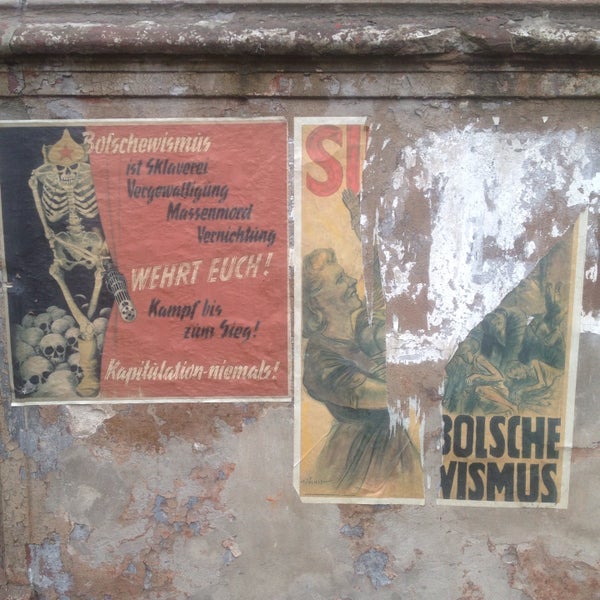 Bolschewismus
ist Sklaverei
Vergewaltigung
Massenmord
Vernichtung
WEHRT EUCH!
Kampf bis
zum Sieg!
Kapitulation-niemals!
SI
BOLSCHE
WISMUS